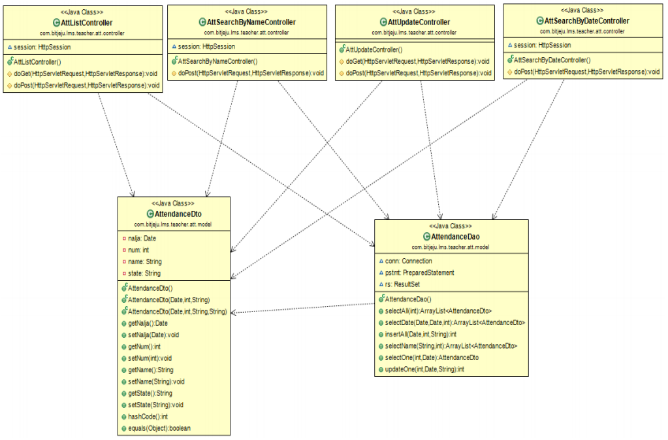 <<Java Class>>
AttListController
com.bitjeju.lms.teacher.att.controller
session: HttpSession
AttListController()
doGet(HttpServletRequest,HttpServletResponse):void
doPost(HttpServletRequest,HttpServletResponse):void
<<Java Class>>
AttSearchByNameController
com.bitjeju.lms.teacher.att.controller
session: HttpSession
AttSearchByNameController()
doPost(HttpServletRequest,HttpServletResponse):void
<<Java Class>>
AttUpdateController
com.bitjeju.lms.teacher.att.controller
AttUpdateController()
doGet(HttpServletRequest,HttpServletResponse):void
doPost(HttpServletRequest,HttpServletResponse):void
<<Java Class>>
AttSearchByDateController
com.bitjeju.lms.teacher.att.controller
session: HttpSession
AttSearchByDateController()
doPost(HttpServletRequest,HttpServletResponse):void
<<Java Class>>
AttendanceDto
com.bitjeju.lms.teacher.att.model
nalja: Date
num: int
name: String
state: String
AttendanceDto()
AttendanceDto(Date,int,String)
AttendanceDto(Date,int,String,String)
getNalja():Date
setNalja(Date):void
getNum():int
setNum(int):void
getName():String
setName(String):void
getState():String
setState(String):void
hashCode():int
equals(Object):boolean
<<Java Class>>
AttendanceDao
com.bitjeju.lms.teacher.att.model
conn: Connection
pstmt: PreparedStatement
rs: ResultSet
AttendanceDao()
selectAll(int):ArrayList<AttendanceDto>
selectDate(Date,Date,int):ArrayList<AttendanceDto>
insertAll(Date,int,String):int
selectName(String,int):ArrayList<AttendanceDto>
selectOne(int,Date):AttendanceDto
updateOne(int,Date,String):int